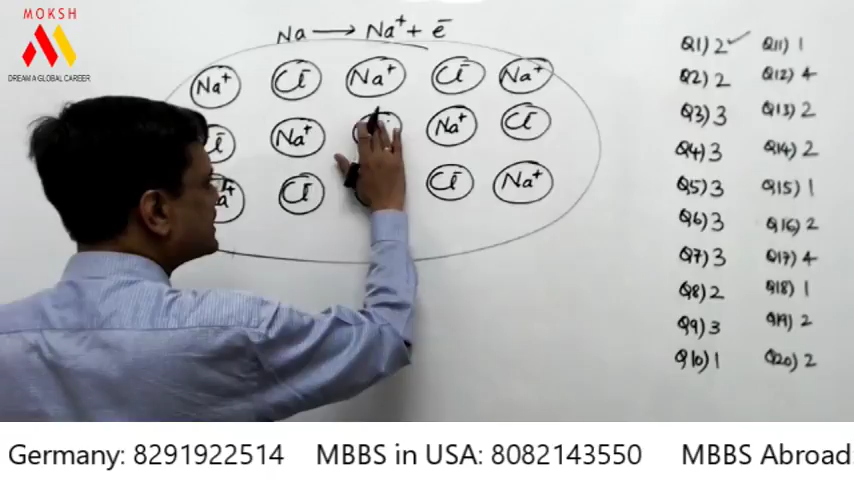 MOKSH
DREAM A GLOBAL CAREER
Na → Na⁺ + e⁻
Na⁺ Cl⁻ Na⁺ Cl⁻ Na⁺
Na⁺ Na⁺ Cl⁻
Cl⁻ Cl⁻ Na⁺
Q1) 2 ✓ Q11) 1
Q2) 2 Q12) 4
Q3) 3 Q13) 2
Q4) 3 Q14) 2
Q5) 3 Q15) 1
Q6) 3 Q16) 2
Q7) 3 Q17) 4
Q8) 2 Q18) 1
Q9) 3 Q19) 2
Q10) 1 Q20) 2
Germany: 8291922514 MBBS in USA: 8082143550 MBBS Abroad